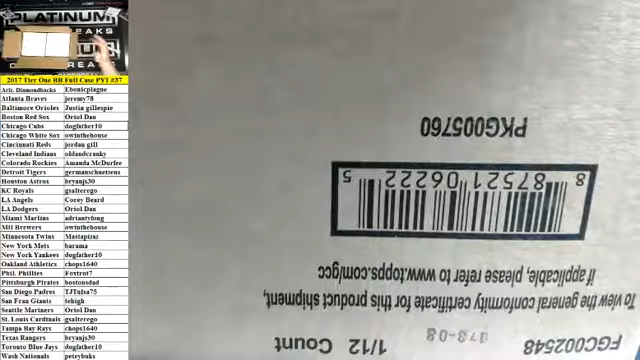 PLATINUM
BREAKS
2017 Tier One BB Full Case PYT #37
Ariz. Diamondbacks Ebonicplague
Atlanta Braves jeremy78
Baltimore Orioles Justin gillespie
Boston Red Sox Oriol Dan
Chicago Cubs dogfather10
Chicago White Sox owinthehouse
Cincinnati Reds jordan gill
Cleveland Indians oldandcranky
Colorado Rockies Amanda McDurfee
Detroit Tigers germanschnetzens
Houston Astros bryanjs30
KC Royals gsalterego
LA Angels Corey Beard
LA Dodgers Oriol Dan
Miami Marlins adriantyfong
Mil Brewers owinthehouse
Minnesota Twins Mastapizaz
New York Mets barama
New York Yankees dogfather10
Oakland Athletics chops1640
Phil. Phillies Foxtrot7
Pittsburgh Pirates bostonsdad
San Diego Padres TJTulsa75
San Fran Giants tehigh
Seattle Mariners Oriol Dan
St. Louis Cardinals gsalterego
Tampa Bay Rays chops1640
Texas Rangers bryanjs30
Toronto Blue Jays dogfather10
Wash Nationals peteybuks
FGC002548 1/12 Count
To view the general conformity certificate for this product shipment,
If applicable, please refer to www.topps.com/gcc
8 87521 06222 5
PKG005760